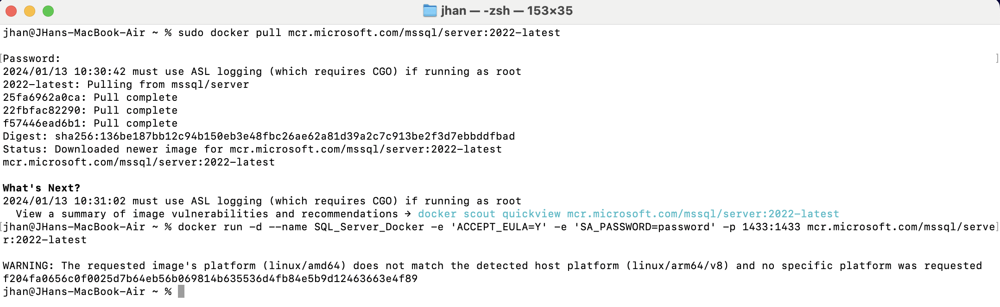 jhan — -zsh — 153×35
jhan@JHans-MacBook-Air ~ % sudo docker pull mcr.microsoft.com/mssql/server:2022-latest
[Password: ]
2024/01/13 10:30:42 must use ASL logging (which requires CGO) if running as root
2022-latest: Pulling from mssql/server
25fa6962a0ca: Pull complete
22fbfac82290: Pull complete
f57446ead6b1: Pull complete
Digest: sha256:136be187bb12c94b150eb3e48fbc26ae62a81d39a2c7c913be2f3d7ebbddfbad
Status: Downloaded newer image for mcr.microsoft.com/mssql/server:2022-latest
mcr.microsoft.com/mssql/server:2022-latest
What's Next?
2024/01/13 10:31:02 must use ASL logging (which requires CGO) if running as root
View a summary of image vulnerabilities and recommendations → docker scout quickview mcr.microsoft.com/mssql/server:2022-latest
[jhan@JHans-MacBook-Air ~ % docker run -d --name SQL_Server_Docker -e 'ACCEPT_EULA=Y' -e 'SA_PASSWORD=password' -p 1433:1433 mcr.microsoft.com/mssql/serve]
r:2022-latest
WARNING: The requested image's platform (linux/amd64) does not match the detected host platform (linux/arm64/v8) and no specific platform was requested
f204fa0656c0f0025d7b64eb56b069814b635536d4fb84e5b9d12463663e4f89
jhan@JHans-MacBook-Air ~ %